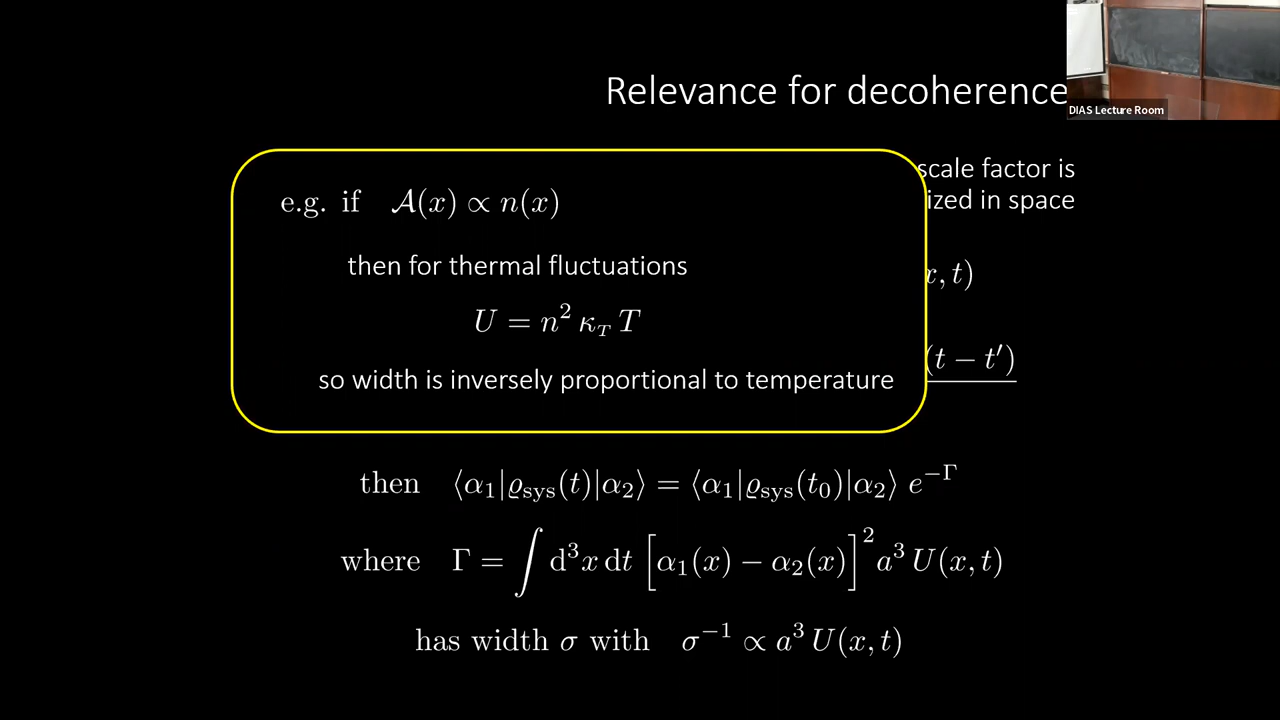 Relevance for decoherence
DIAS Lecture Room
scale factor is
ized in space
e.g. if 𝒜(x) ∝ n(x)
then for thermal fluctuations
x, t)
U = n² κ_T T
(t − t′)
so width is inversely proportional to temperature
then ⟨α₁|ϱ_sys(t)|α₂⟩ = ⟨α₁|ϱ_sys(t₀)|α₂⟩ e^{−Γ}
where Γ = ∫ d³x dt [α₁(x) − α₂(x)]² a³ U(x, t)
has width σ with σ⁻¹ ∝ a³ U(x, t)